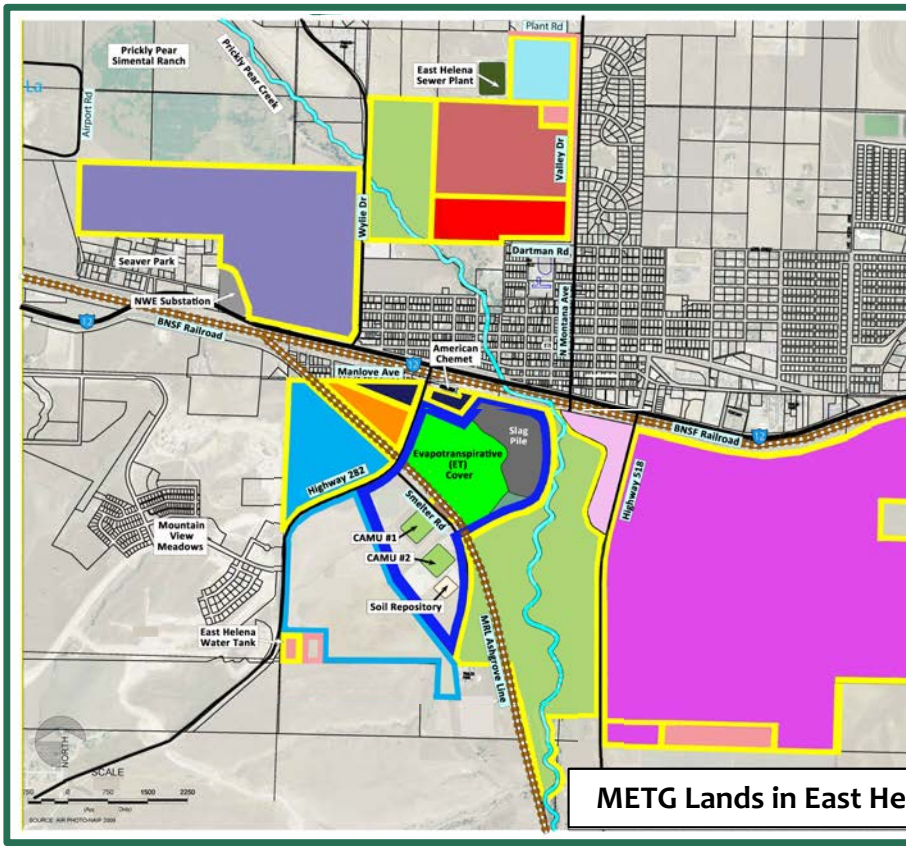 Plant Rd
Prickly Pear
Simental Ranch
Prickly Pear Creek
East Helena
Sewer Plant
La
Airport Rd
Valley Dr
Wylie Dr
Dartman Rd
Seaver Park
NWE Substation
N Montana Ave
12
BNSF Railroad
American
Chemet
Manlove Ave
12
Slag
Pile
BNSF Railroad
12
Evapotranspirative
(ET)
Cover
Highway 282
Highway 518
Smelter Rd
Mountain
View
Meadows
CAMU #1
CAMU #2
Soil Repository
East Helena
Water Tank
MRL Ashgrove Line
NORTH
SCALE
750 0 750 1500 2250
SOURCE: AIR PHOTO-NAIP 2009
METG Lands in East He